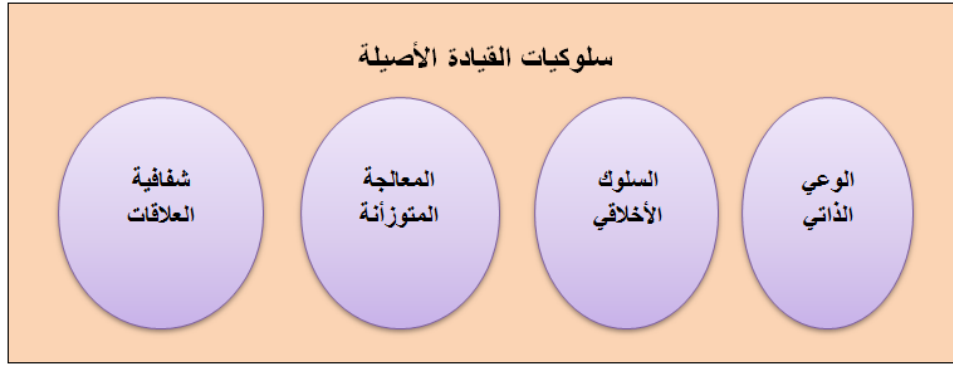 سلوكيات القيادة الأصيلة
الوعي
الذاتي
السلوك
الأخلاقي
المعالجة
المتوزأنة
شفافية
العلاقات